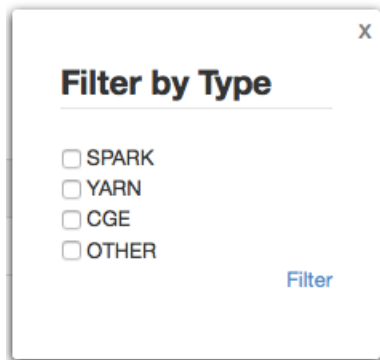 x
Filter by Type
SPARK
YARN
CGE
OTHER
Filter